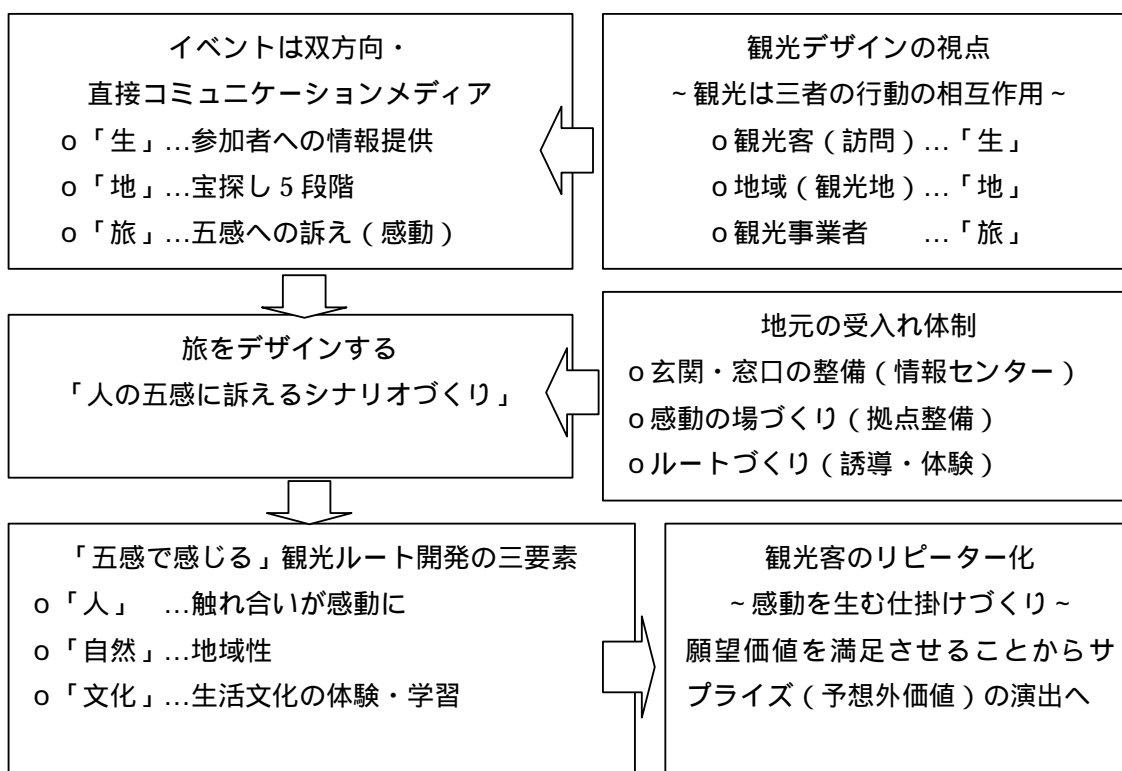 イベントは双方向・
直接コミュニケーションメディア
o「生」…参加者への情報提供
o「地」…宝探し5段階
o「旅」…五感への訴え(感動)
観光デザインの視点
~観光は三者の行動の相互作用~
o観光客(訪問)…「生」
o地域(観光地)…「地」
o観光事業者 …「旅」
旅をデザインする
「人の五感に訴えるシナリオづくり」
地元の受入れ体制
o玄関・窓口の整備(情報センター)
o感動の場づくり(拠点整備)
oルートづくり(誘導・体験)
「五感で感じる」観光ルート開発の三要素
o「人」 …触れ合いが感動に
o「自然」…地域性
o「文化」…生活文化の体験・学習
観光客のリピーター化
~感動を生む仕掛けづくり~
願望価値を満足させることからサ
プライズ(予想外価値)の演出へ